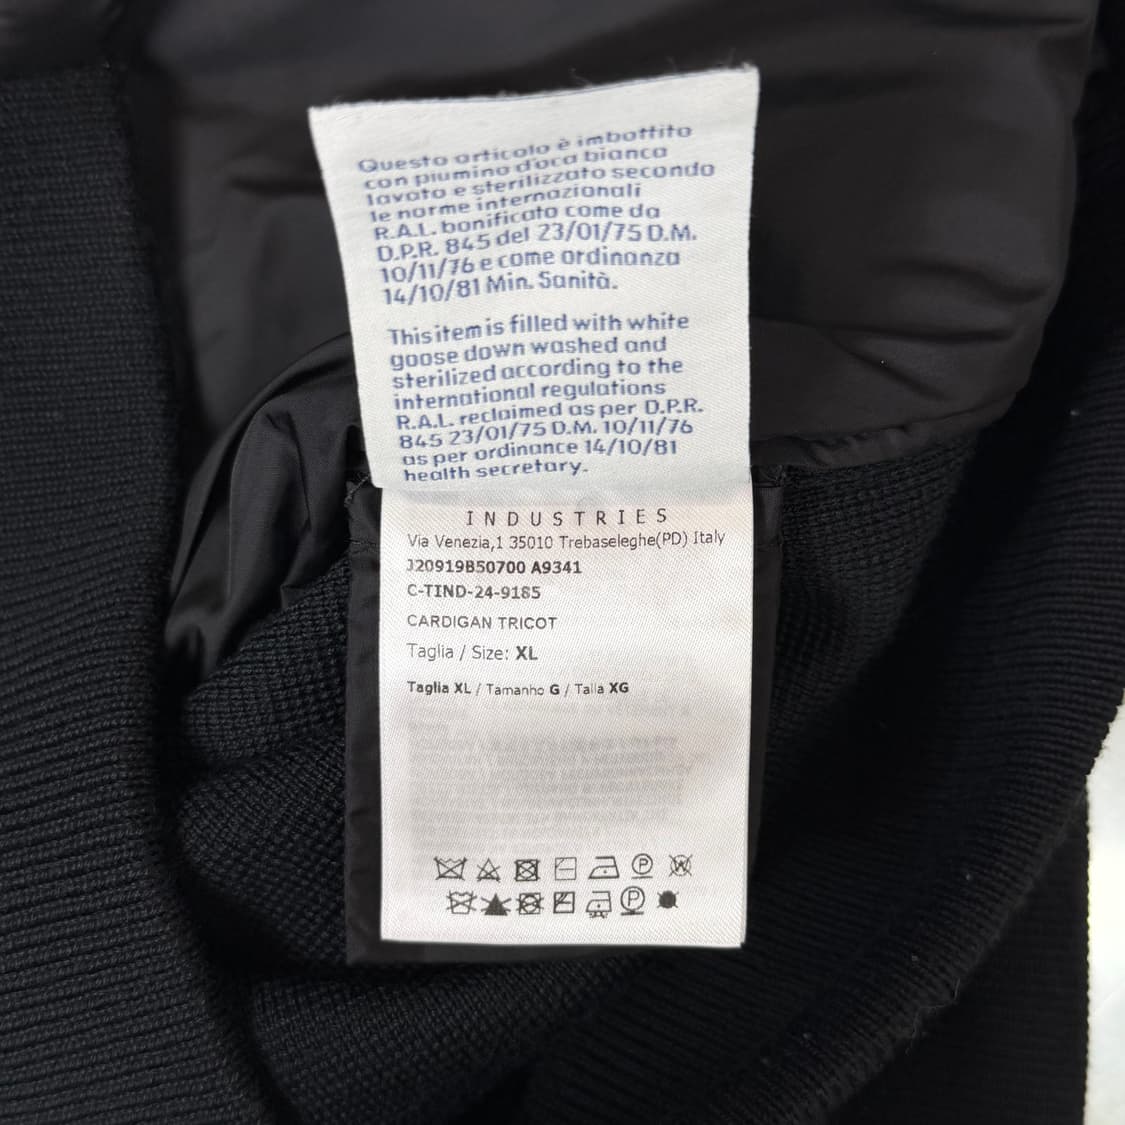 Questo articolo è imbottito
con piumino d'oca bianca
lavato e sterilizzato secondo
le norme internazionali
R.A.L. bonificato come da
D.P.R. 845 del 23/01/75 D.M.
10/11/76 e come ordinanza
14/10/81 Min. Sanità.
This item is filled with white
goose down washed and
sterilized according to the
international regulations
R.A.L. reclaimed as per D.P.R.
845 23/01/75 D.M. 10/11/76
as per ordinance 14/10/81
health secretary.
INDUSTRIES
Via Venezia,1 35010 Trebaseleghe(PD) Italy
J20919B50700 A9341
C-TIND-24-9185
CARDIGAN TRICOT
Taglia / Size: XL
Taglia XL / Tamanho G / Talla XG
P W
P